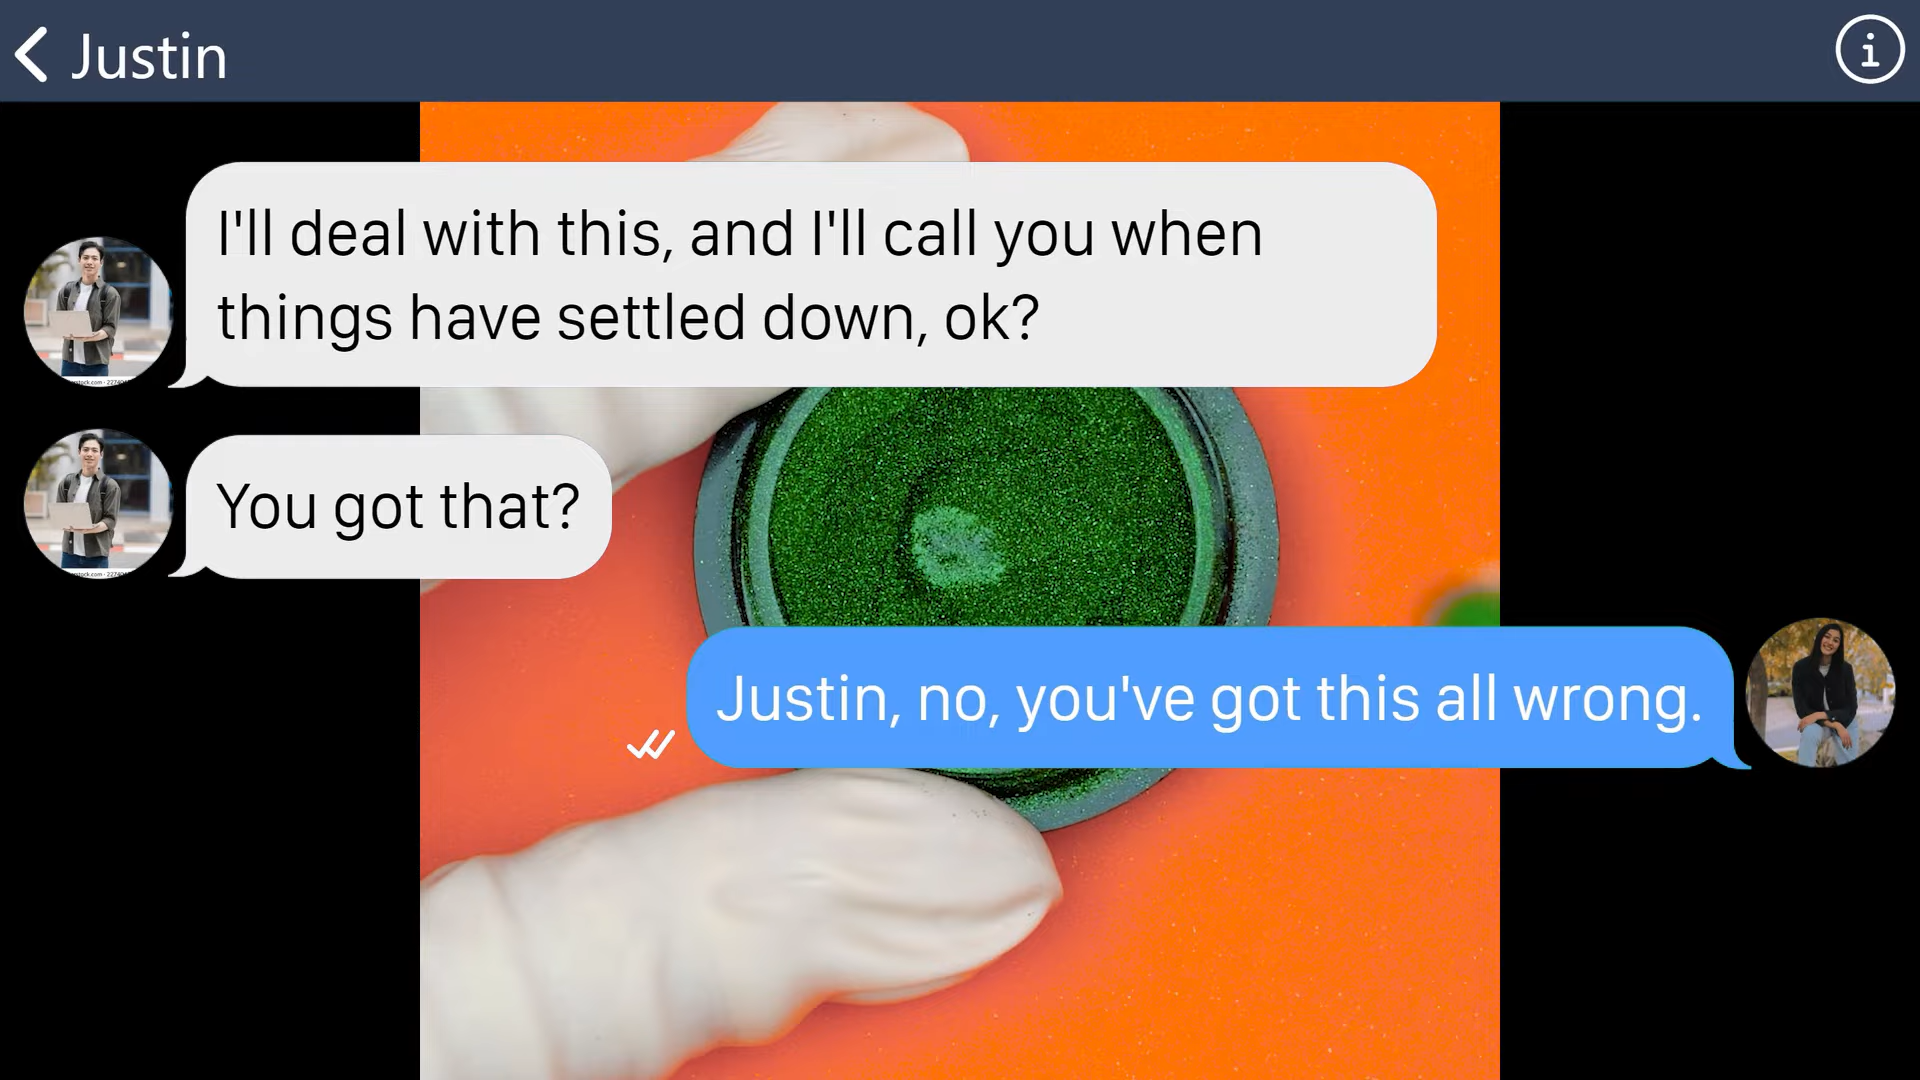 Justin
I'll deal with this, and I'll call you when
things have settled down, ok?
You got that?
Justin, no, you've got this all wrong.